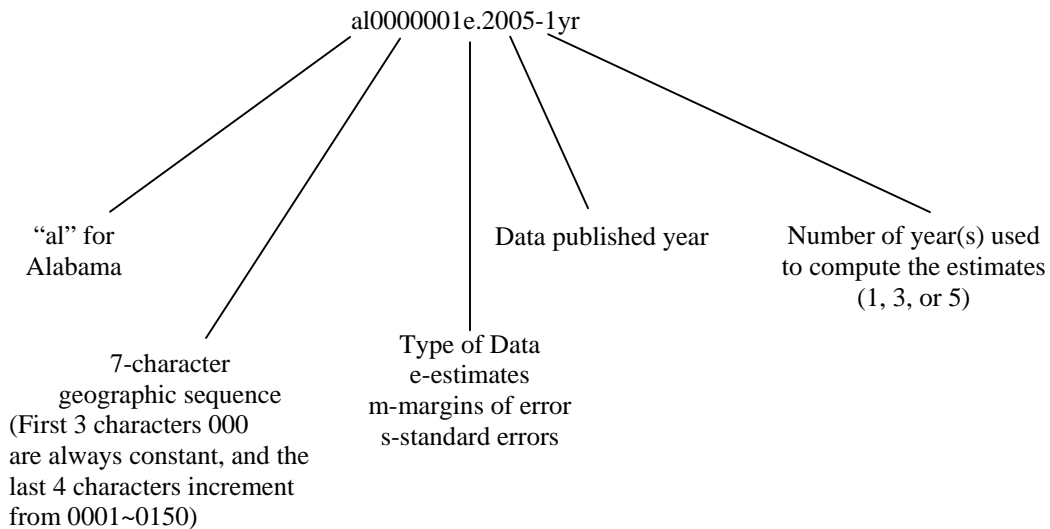 al0000001e.2005-1yr
“al” for
Alabama
7-character
geographic sequence
(First 3 characters 000
are always constant, and the
last 4 characters increment
from 0001~0150)
Type of Data
e-estimates
m-margins of error
s-standard errors
Data published year
Number of year(s) used
to compute the estimates
(1, 3, or 5)